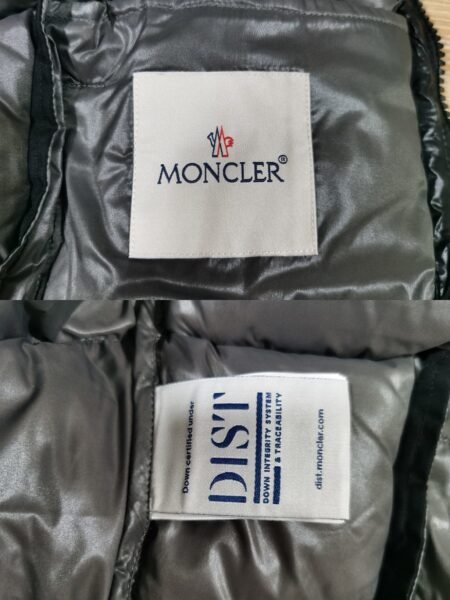 MONCLER®
Down certified under
DIST
DOWN INTEGRITY SYSTEM
& TRACEABILITY
dist.moncler.com